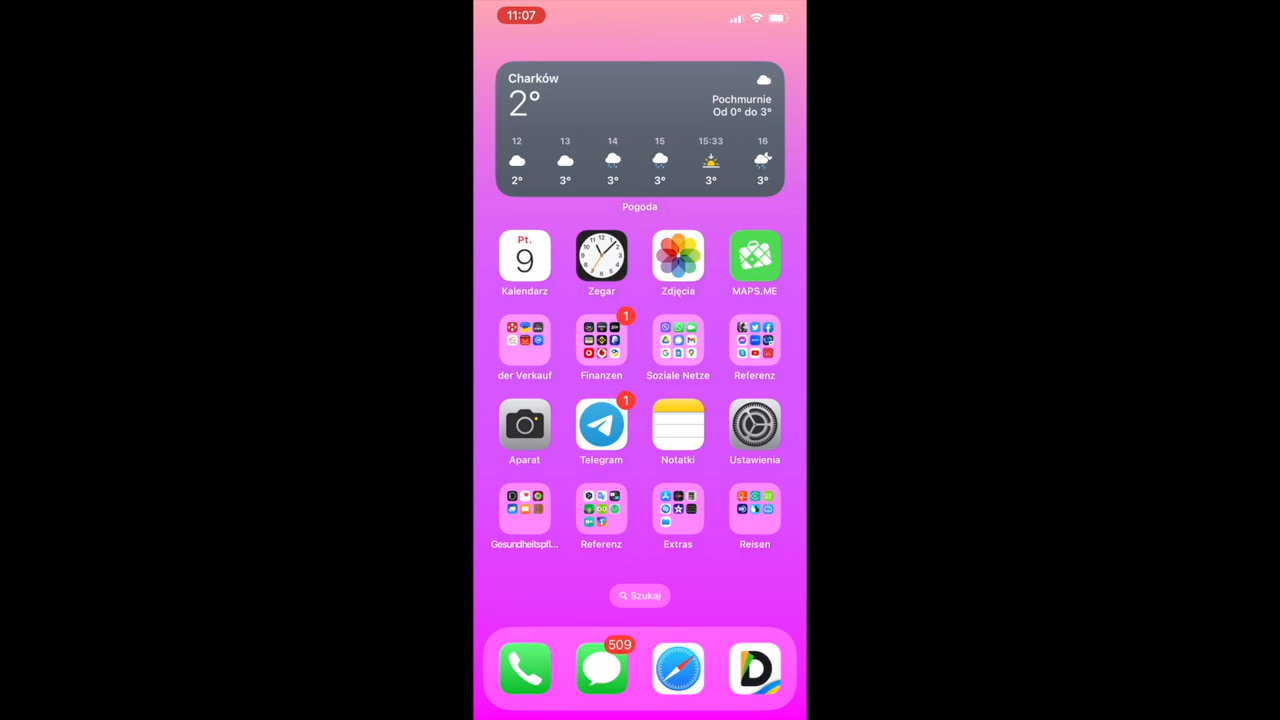 11:07
Charków
2°
Pochmurnie
Od 0° do 3°
12 13 14 15 15:33 16
2° 3° 3° 3° 3° 3°
Pogoda
Pt.
9
Kalendarz Zegar Zdjęcia MAPS.ME
1
der Verkauf Finanzen Soziale Netze Referenz
1
Aparat Telegram Notatki Ustawienia
Gesundheitspfl... Referenz Extras Reisen
Szukaj
509